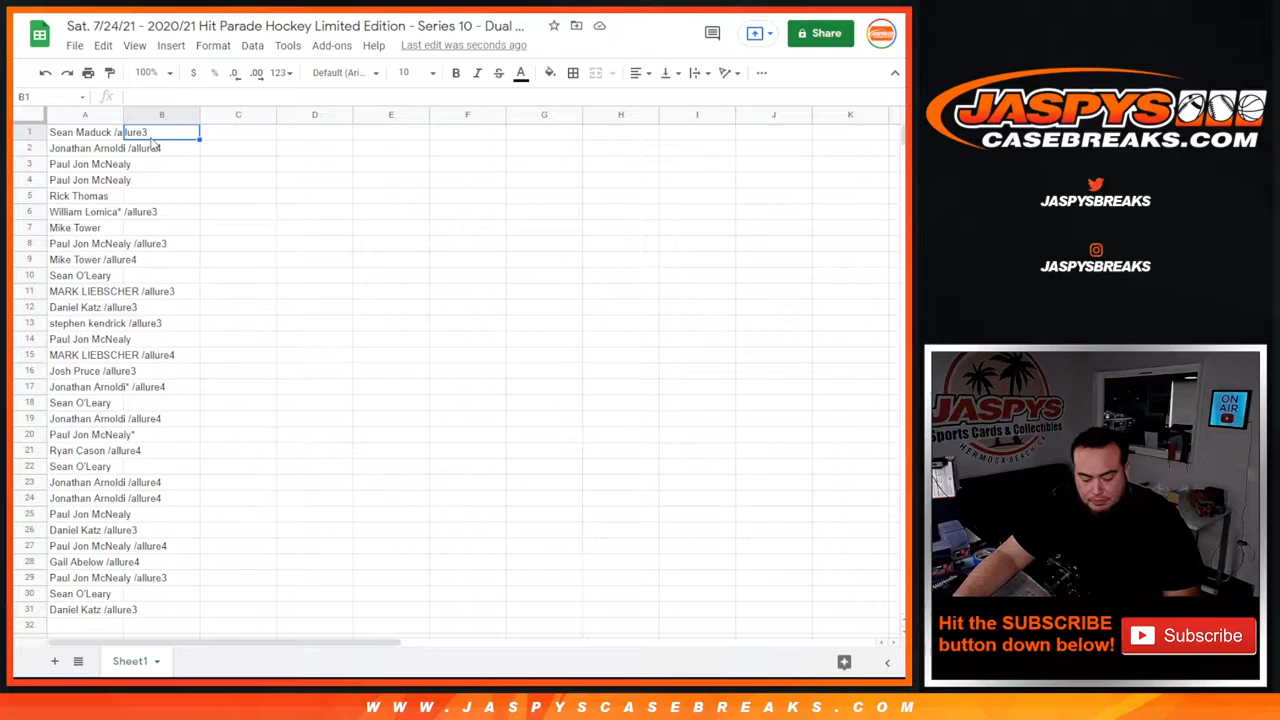 Sat. 7/24/21 - 2020/21 Hit Parade Hockey Limited Edition - Series 10 - Dual ...
File Edit View Insert Format Data Tools Add-ons Help Last edit was seconds ago
Share
100% $ % .0 .00 123 Default (Ari... 10 B I S A
B1 fx
A B C D E F G H I J K
1 Sean Maduck /allure3
2 Jonathan Arnoldi /allure4
3 Paul Jon McNealy
4 Paul Jon McNealy
5 Rick Thomas
6 William Lomica* /allure3
7 Mike Tower
8 Paul Jon McNealy /allure3
9 Mike Tower /allure4
10 Sean O'Leary
11 MARK LIEBSCHER /allure3
12 Daniel Katz /allure3
13 stephen kendrick /allure3
14 Paul Jon McNealy
15 MARK LIEBSCHER /allure4
16 Josh Pruce /allure3
17 Jonathan Arnoldi* /allure4
18 Sean O'Leary
19 Jonathan Arnoldi /allure4
20 Paul Jon McNealy*
21 Ryan Cason /allure4
22 Sean O'Leary
23 Jonathan Arnoldi /allure4
24 Jonathan Arnoldi /allure4
25 Paul Jon McNealy
26 Daniel Katz /allure3
27 Paul Jon McNealy /allure4
28 Gail Abelow /allure4
29 Paul Jon McNealy /allure3
30 Sean O'Leary
31 Daniel Katz /allure3
32
Sheet1
JASPYS
CASEBREAKS.COM
JASPYSBREAKS
JASPYSBREAKS
JASPYS
Sports Cards & Collectibles
HERMOSA BEACH, CA
ON
AIR
Hit the SUBSCRIBE
button down below!
Subscribe
WWW.JASPYSCASEBREAKS.COM